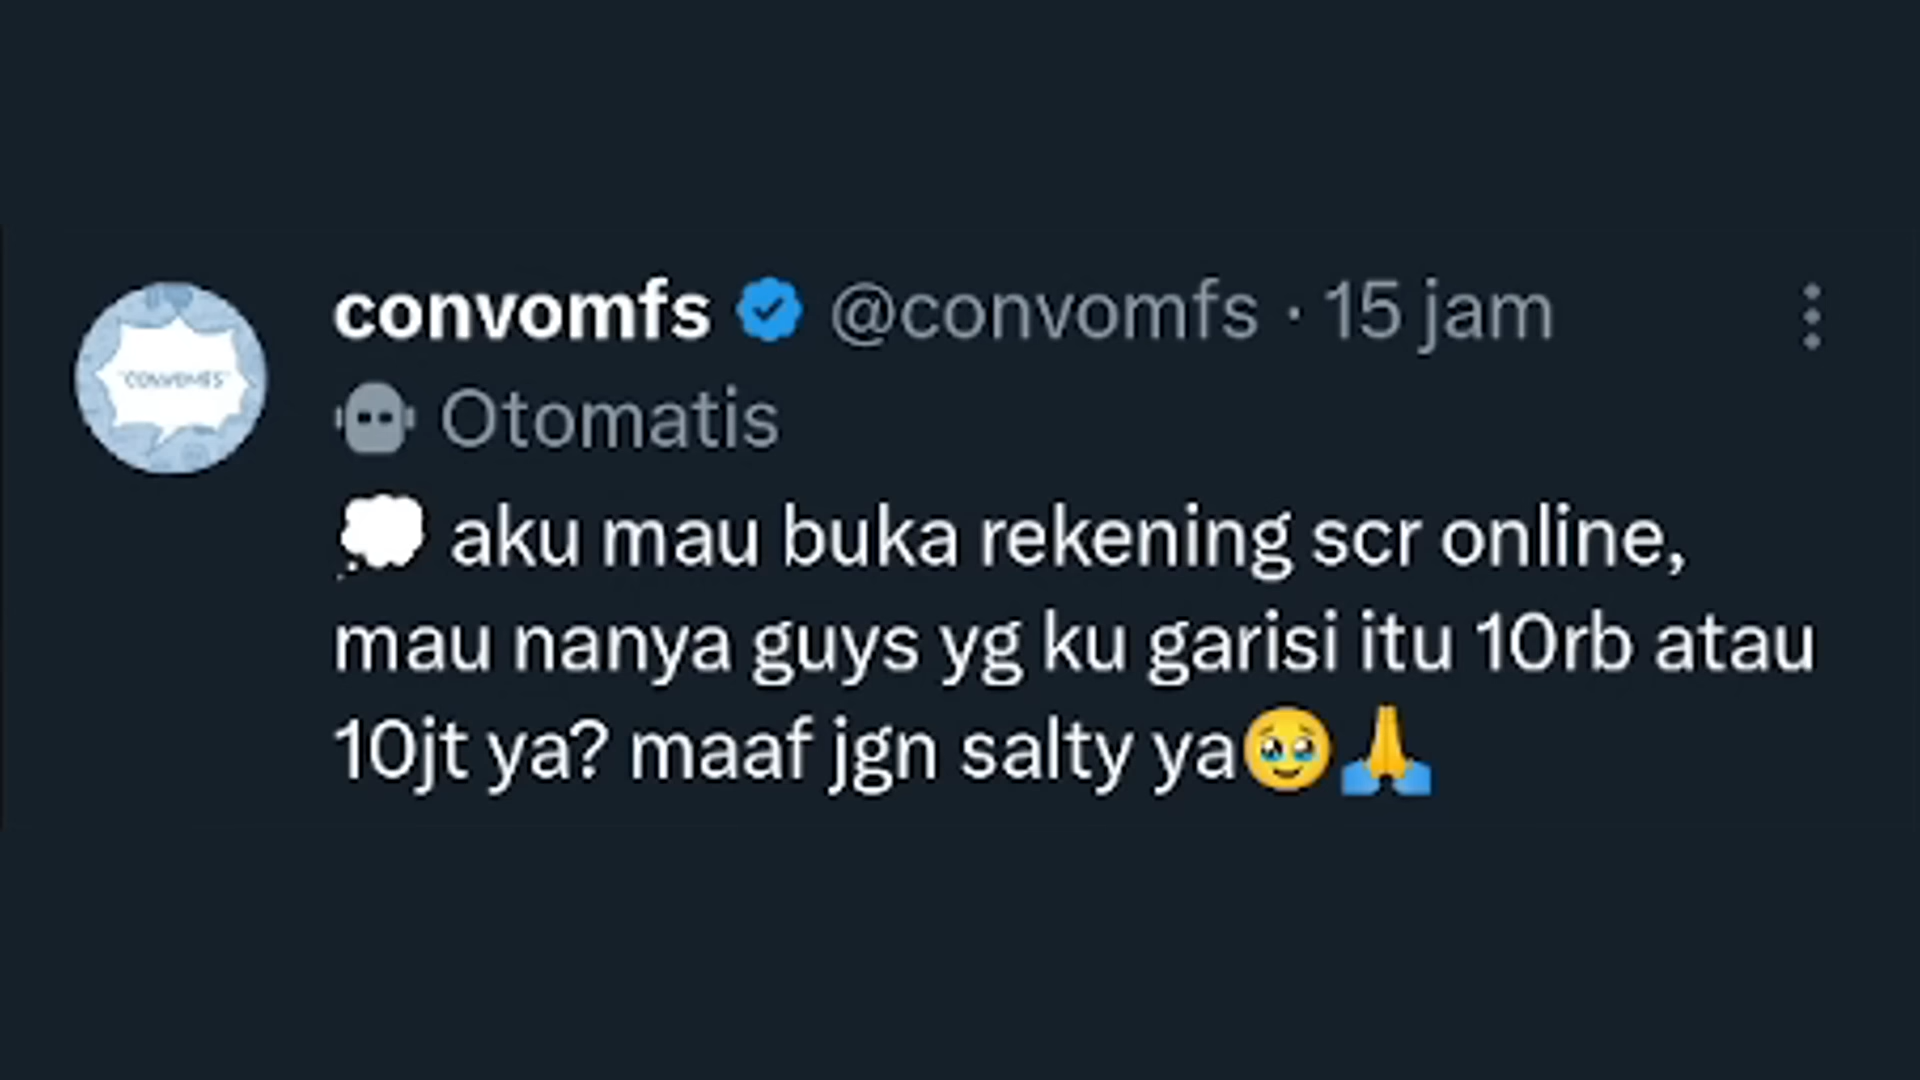 convomfs @convomfs · 15 jam
Otomatis
💭 aku mau buka rekening scr online,
mau nanya guys yg ku garisi itu 10rb atau
10jt ya? maaf jgn salty ya🥹🙏
"CONVOMFS"